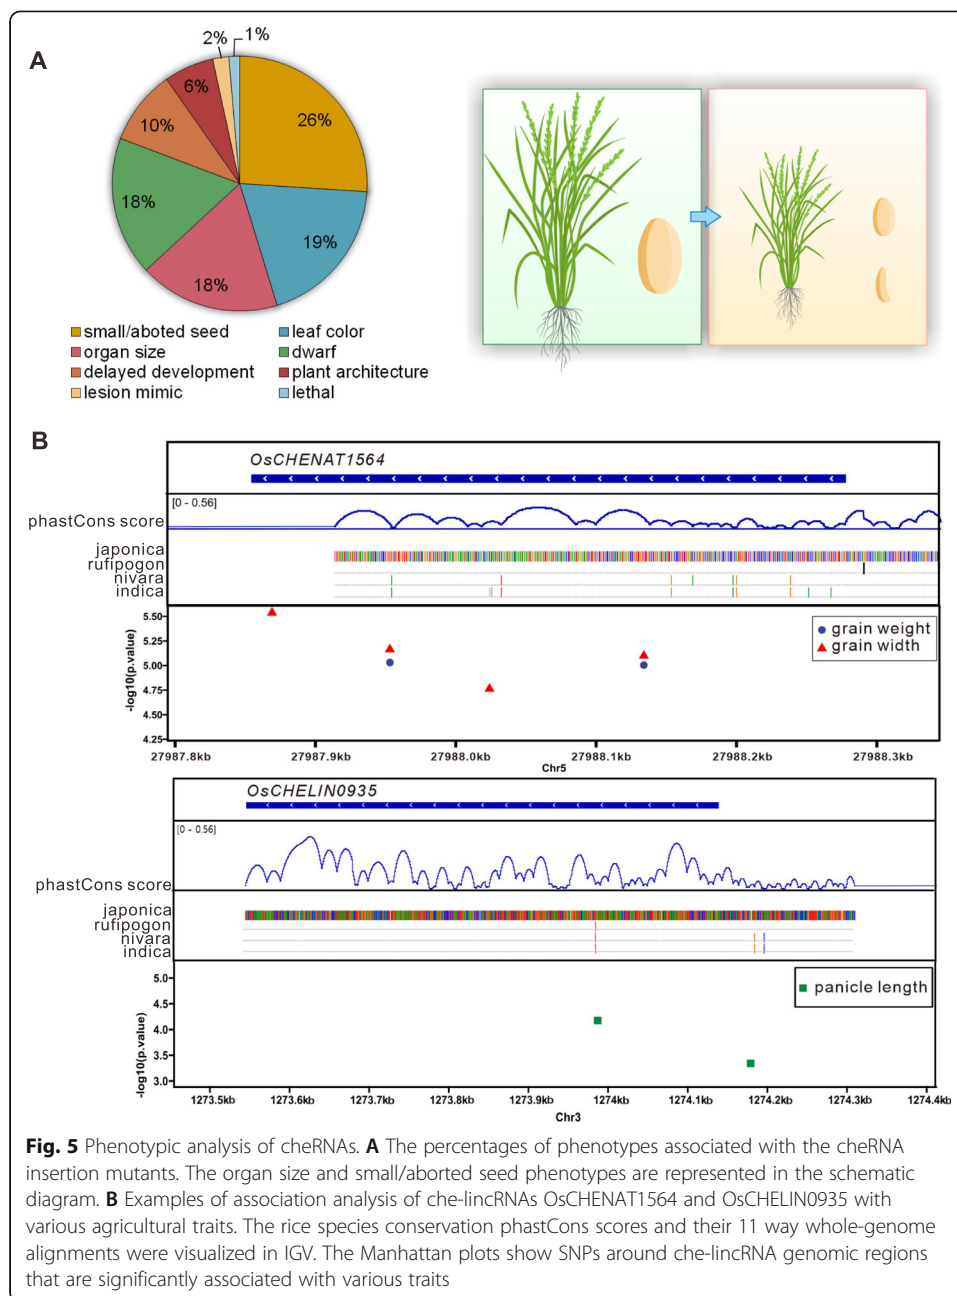 A
2%
1%
6%
26%
10%
18%
19%
18%
small/aboted seed
leaf color
organ size
dwarf
delayed development
plant architecture
lesion mimic
lethal
B
OsCHENAT1564
[0 - 0.56]
phastCons score
japonica
rufipogon
nivara
indica
5.50
5.25
5.00
4.75
4.50
4.25
-log10(p.value)
grain weight
grain width
27987.8kb 27987.9kb 27988.0kb 27988.1kb 27988.2kb 27988.3kb
Chr5
OsCHELIN0935
[0 - 0.56]
phastCons score
japonica
rufipogon
nivara
indica
5.0
4.5
4.0
3.5
3.0
-log10(p.value)
panicle length
1273.5kb 1273.6kb 1273.7kb 1273.8kb 1273.9kb 1274kb 1274.1kb 1274.2kb 1274.3kb 1274.4kb
Chr3
Fig. 5 Phenotypic analysis of cheRNAs. A The percentages of phenotypes associated with the cheRNA
insertion mutants. The organ size and small/aborted seed phenotypes are represented in the schematic
diagram. B Examples of association analysis of che-lincRNAs OsCHENAT1564 and OsCHELIN0935 with
various agricultural traits. The rice species conservation phastCons scores and their 11 way whole-genome
alignments were visualized in IGV. The Manhattan plots show SNPs around che-lincRNA genomic regions
that are significantly associated with various traits